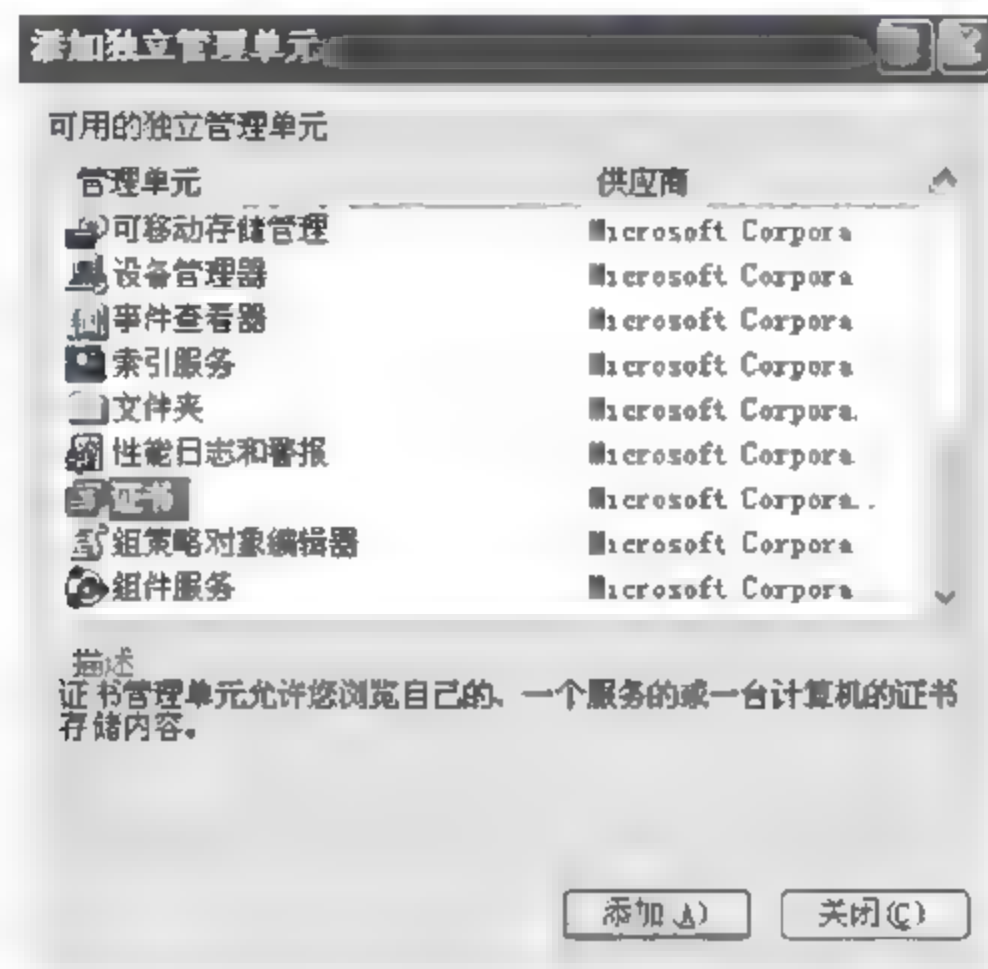 添加独立管理单元
可用的独立管理单元
管理单元 供应商
可移动存储管理 Microsoft Corpora
设备管理器 Microsoft Corpora
事件查看器 Microsoft Corpora
索引服务 Microsoft Corpora
文件夹 Microsoft Corpora.
性能日志和警报 Microsoft Corpora
证书 Microsoft Corpora..
组策略对象编辑器 Microsoft Corpora
组件服务 Microsoft Corpora
描述
证书管理单元允许您浏览自己的、一个服务的或一台计算机的证书
存储内容。
添加(A) 关闭(C)